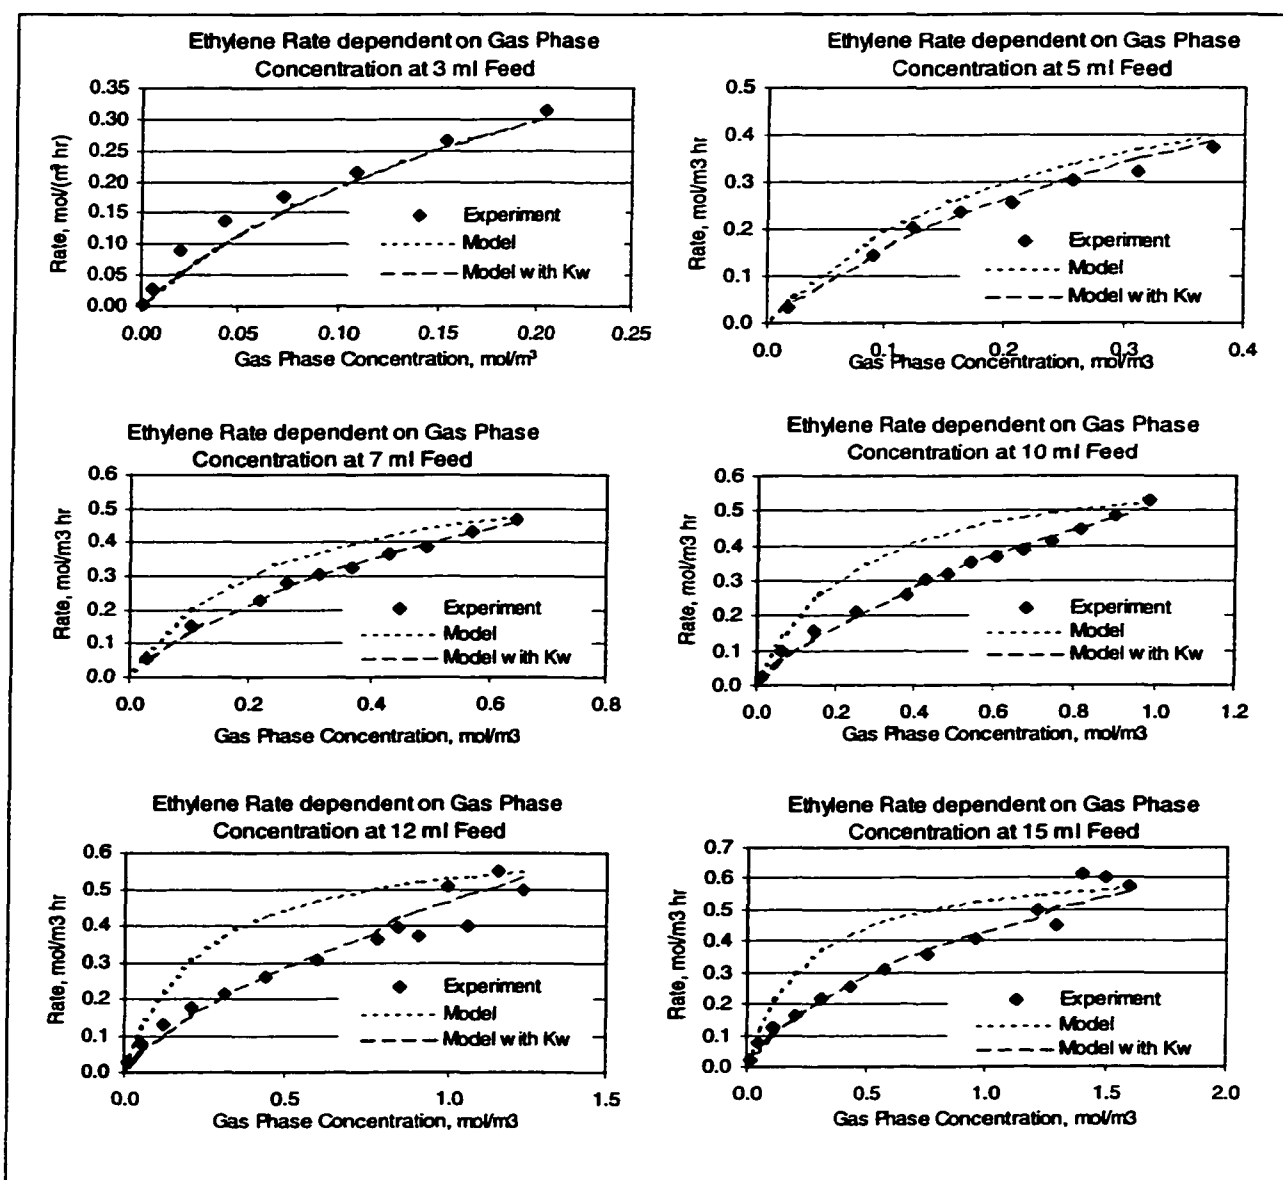 Ethylene Rate dependent on Gas Phase
Concentration at 3 ml Feed
0.35
0.30
0.25
0.20
0.15
0.10
0.05
0.00
Rate, mol/(m³ hr)
Experiment
Model
Model with Kw
0.00 0.05 0.10 0.15 0.20 0.25
Gas Phase Concentration, mol/m³
Ethylene Rate dependent on Gas Phase
Concentration at 5 ml Feed
0.5
0.4
0.3
0.2
0.1
0.0
Rate, mol/m3 hr
Experiment
Model
Model with Kw
0.0 0.1 0.2 0.3 0.4
Gas Phase Concentration, mol/m3
Ethylene Rate dependent on Gas Phase
Concentration at 7 ml Feed
0.6
0.5
0.4
0.3
0.2
0.1
0.0
Rate, mol/m3 hr
Experiment
Model
Model with Kw
0.0 0.2 0.4 0.6 0.8
Gas Phase Concentration, mol/m3
Ethylene Rate dependent on Gas Phase
Concentration at 10 ml Feed
0.6
0.5
0.4
0.3
0.2
0.1
0.0
Rate, mol/m3 hr
Experiment
Model
Model with Kw
0.0 0.2 0.4 0.6 0.8 1.0 1.2
Gas Phase Concentration, mol/m3
Ethylene Rate dependent on Gas Phase
Concentration at 12 ml Feed
0.6
0.5
0.4
0.3
0.2
0.1
0.0
Rate, mol/m3 hr
Experiment
Model
Model with Kw
0.0 0.5 1.0 1.5
Gas Phase Concentration, mol/m3
Ethylene Rate dependent on Gas Phase
Concentration at 15 ml Feed
0.7
0.6
0.5
0.4
0.3
0.2
0.1
0.0
Rate, mol/m3 hr
Experiment
Model
Model with Kw
0.0 0.5 1.0 1.5 2.0
Gas Phase Concentration, mol/m3